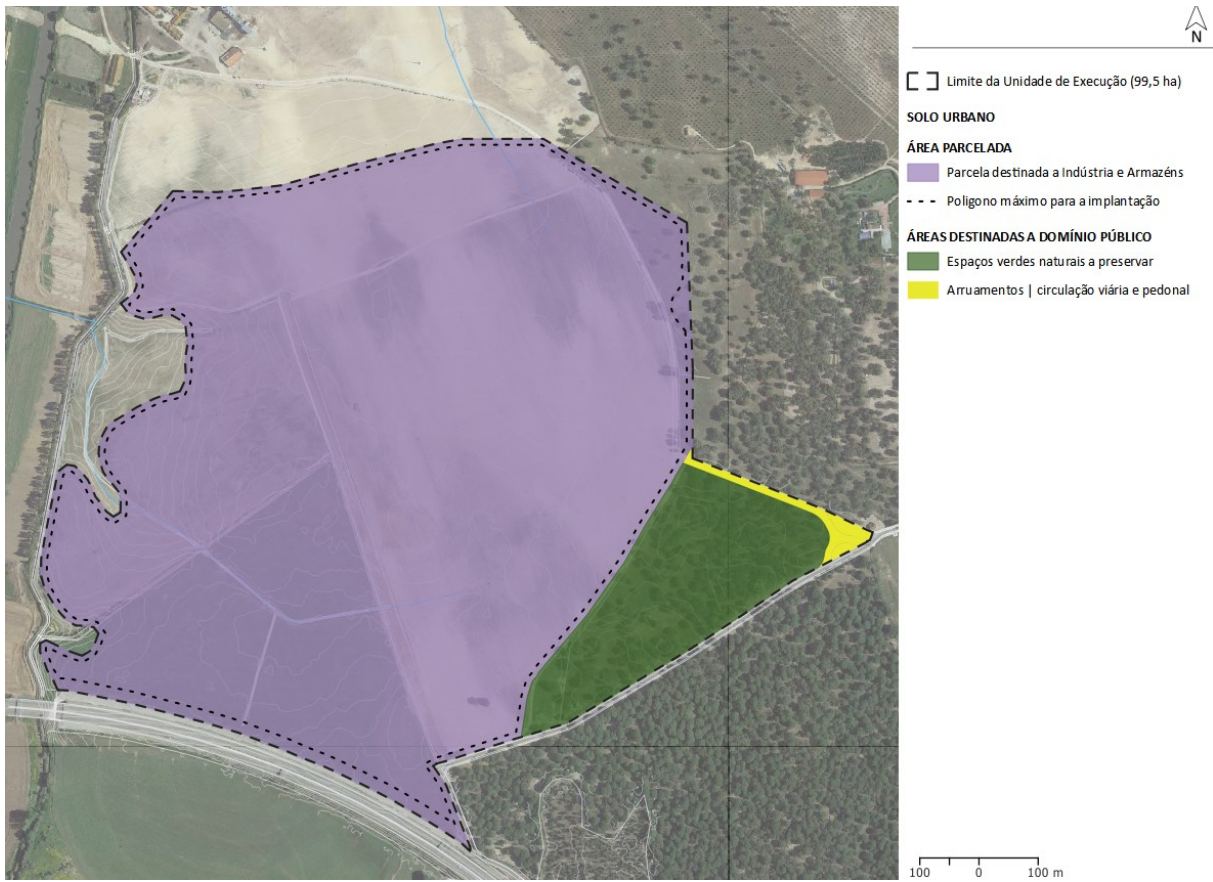 N
Limite da Unidade de Execução (99,5 ha)
SOLO URBANO
ÁREA PARCELADA
Parcela destinada a Indústria e Armazéns
Poligono máximo para a implantação
ÁREAS DESTINADAS A DOMÍNIO PÚBLICO
Espaços verdes naturais a preservar
Arruamentos | circulação viária e pedonal
100 0 100 m